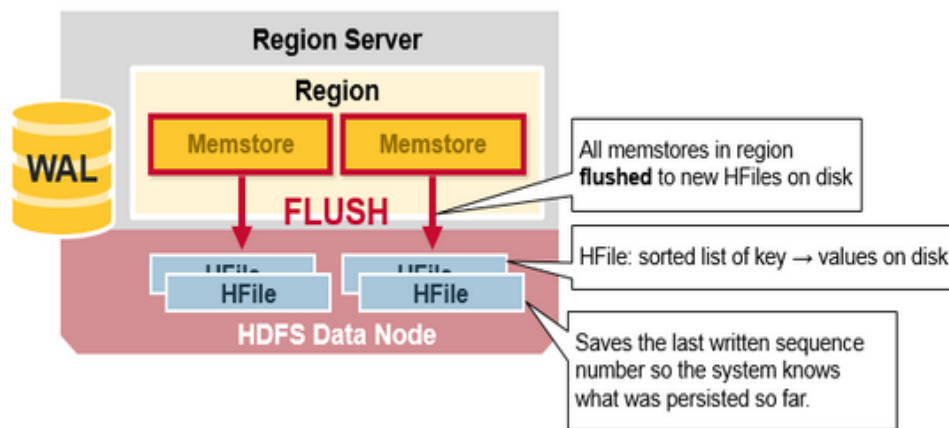 Region Server
Region
Memstore
Memstore
WAL
All memstores in region
flushed to new HFiles on disk
FLUSH
HFile: sorted list of key → values on disk
HFile
HFile
HFile
HFile
HDFS Data Node
Saves the last written sequence
number so the system knows
what was persisted so far.